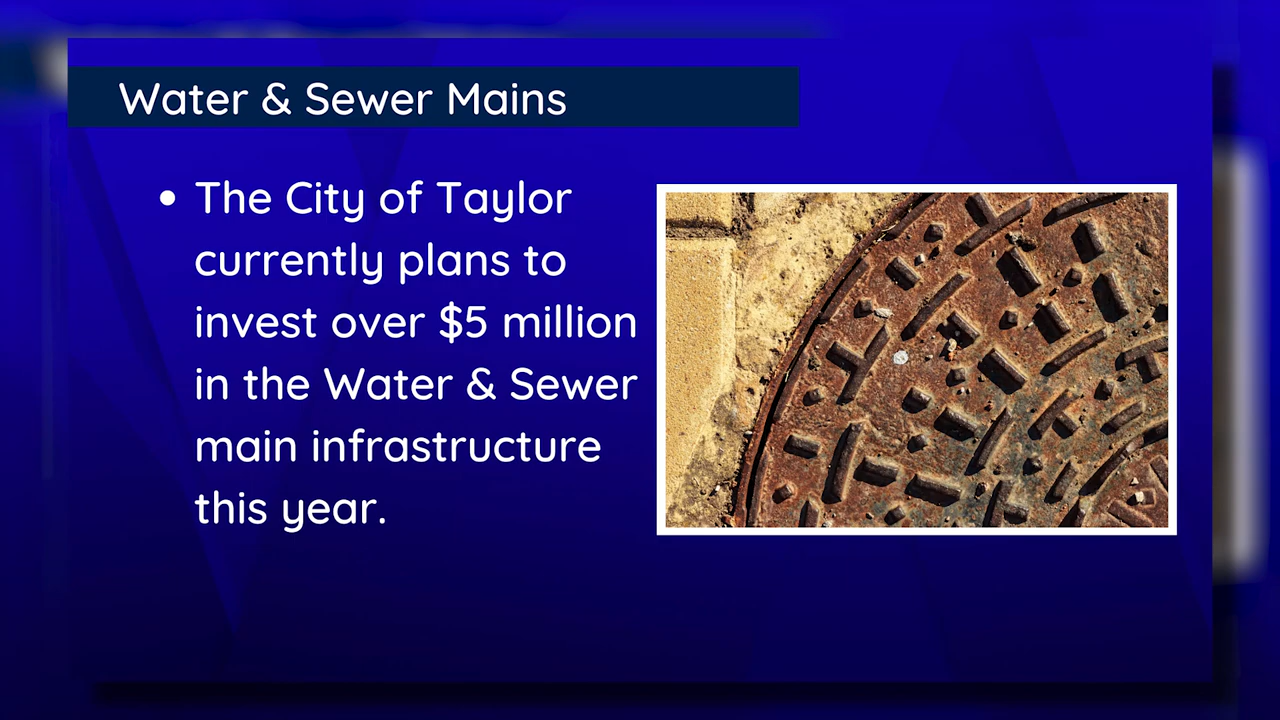 Water & Sewer Mains
• The City of Taylor
currently plans to
invest over $5 million
in the Water & Sewer
main infrastructure
this year.